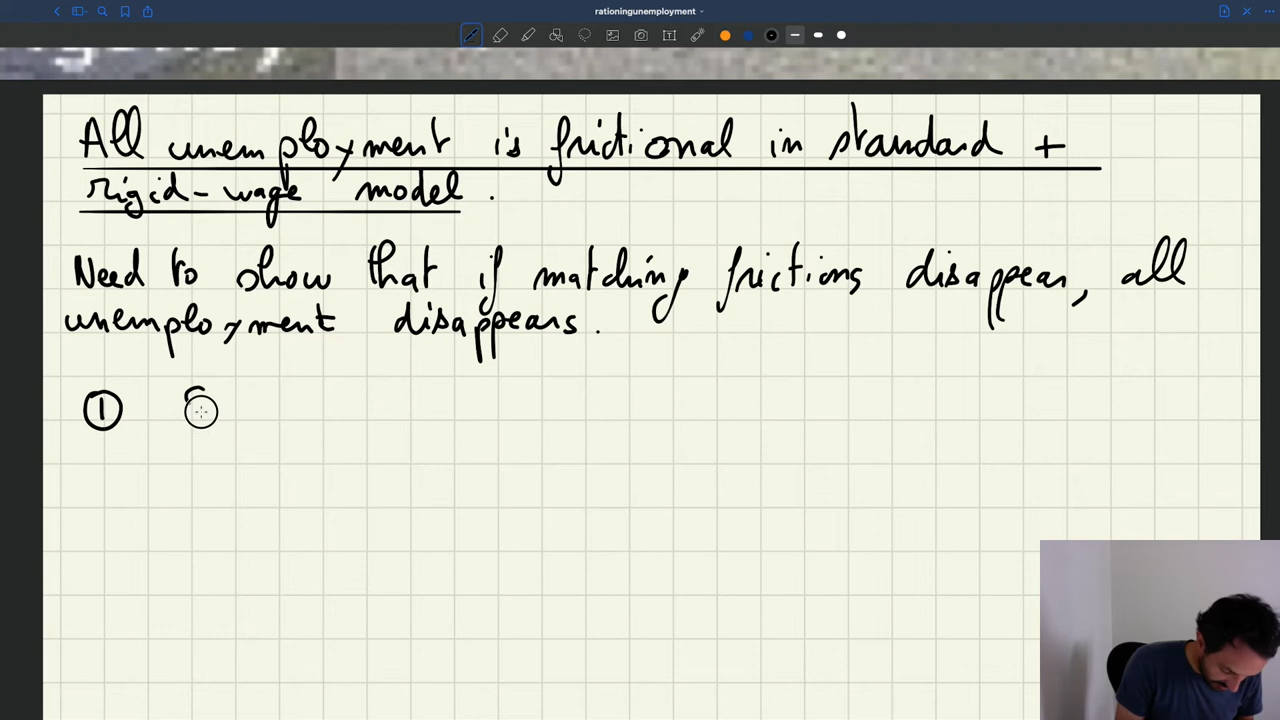 rationingunemployment
All unemployment is frictional in standard +
rigid-wage model.
Need to show that if matching frictions disappear, all
unemployment disappears.
①